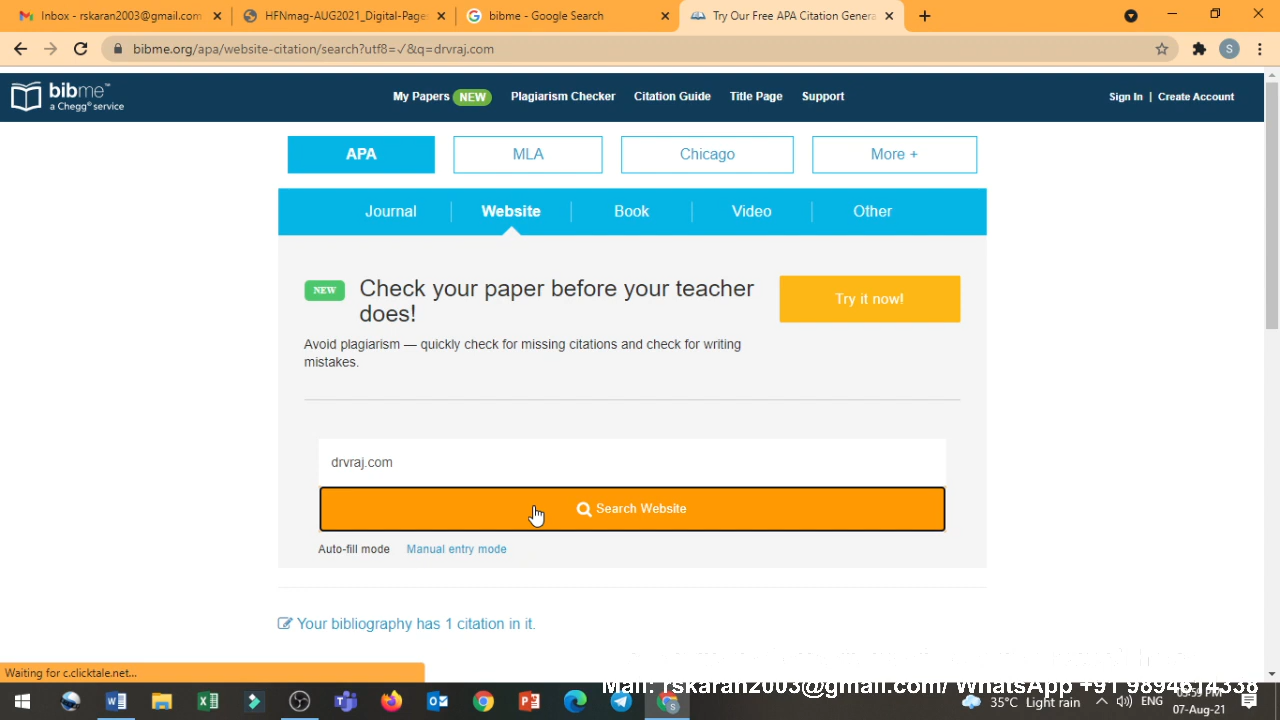 Inbox - rskaran2003@gmail.com
HFNmag-AUG2021_Digital-Page
bibme - Google Search
Try Our Free APA Citation Genera
bibme.org/apa/website-citation/search?utf8=✓&q=drvraj.com
S
bibme™
a Chegg® service
My Papers NEW
Plagiarism Checker
Citation Guide
Title Page
Support
Sign In | Create Account
APA
MLA
Chicago
More +
Journal
Website
Book
Video
Other
NEW
Check your paper before your teacher
does!
Try it now!
Avoid plagiarism — quickly check for missing citations and check for writing
mistakes.
drvraj.com
Search Website
Auto-fill mode
Manual entry mode
Your bibliography has 1 citation in it.
Waiting for c.clicktale.net...
Mail: rskaran2003@gmail.com/ WhatsApp +91 9894614338
35°C Light rain
ENG
03:59 PM
07-Aug-21